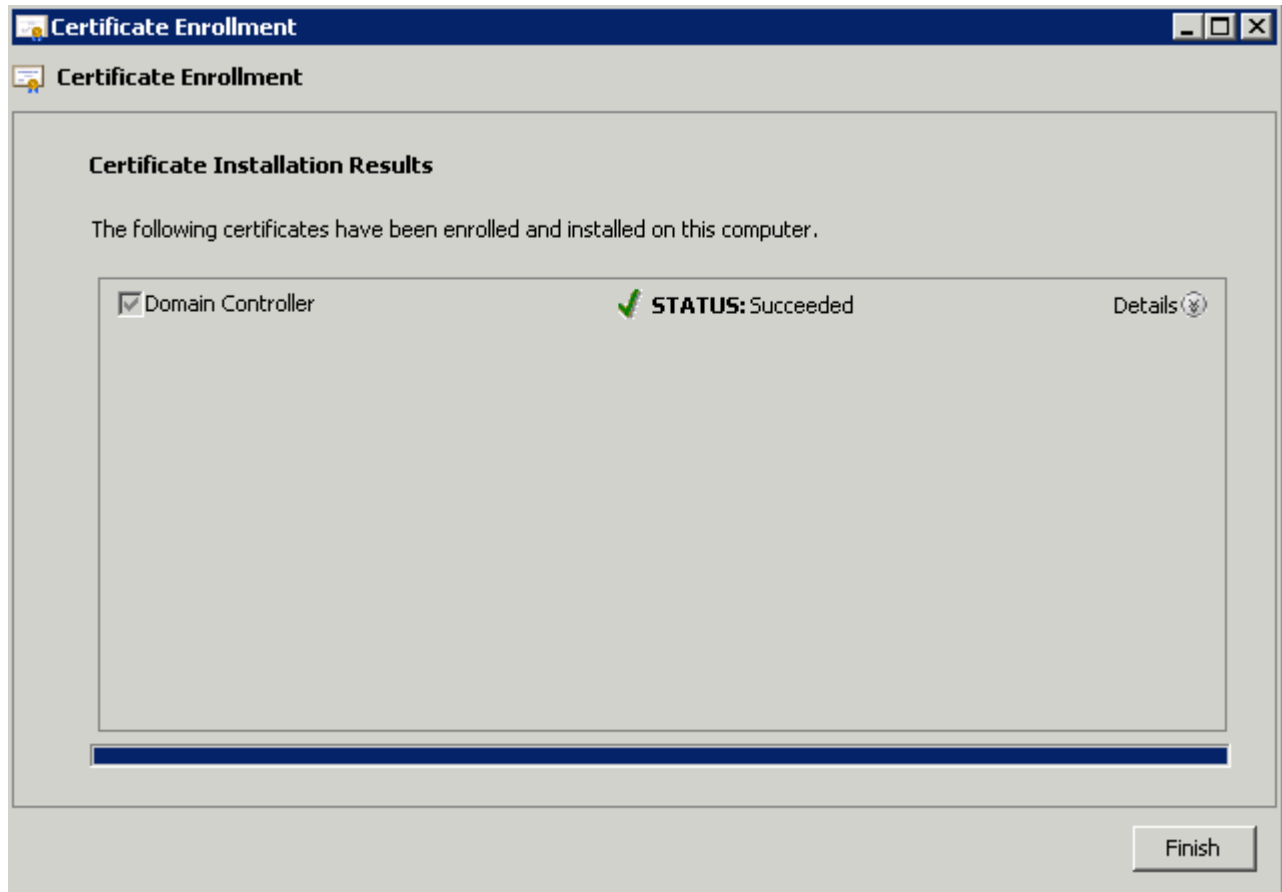 Certificate Enrollment
Certificate Enrollment
Certificate Installation Results
The following certificates have been enrolled and installed on this computer.
Domain Controller STATUS: Succeeded Details
Finish